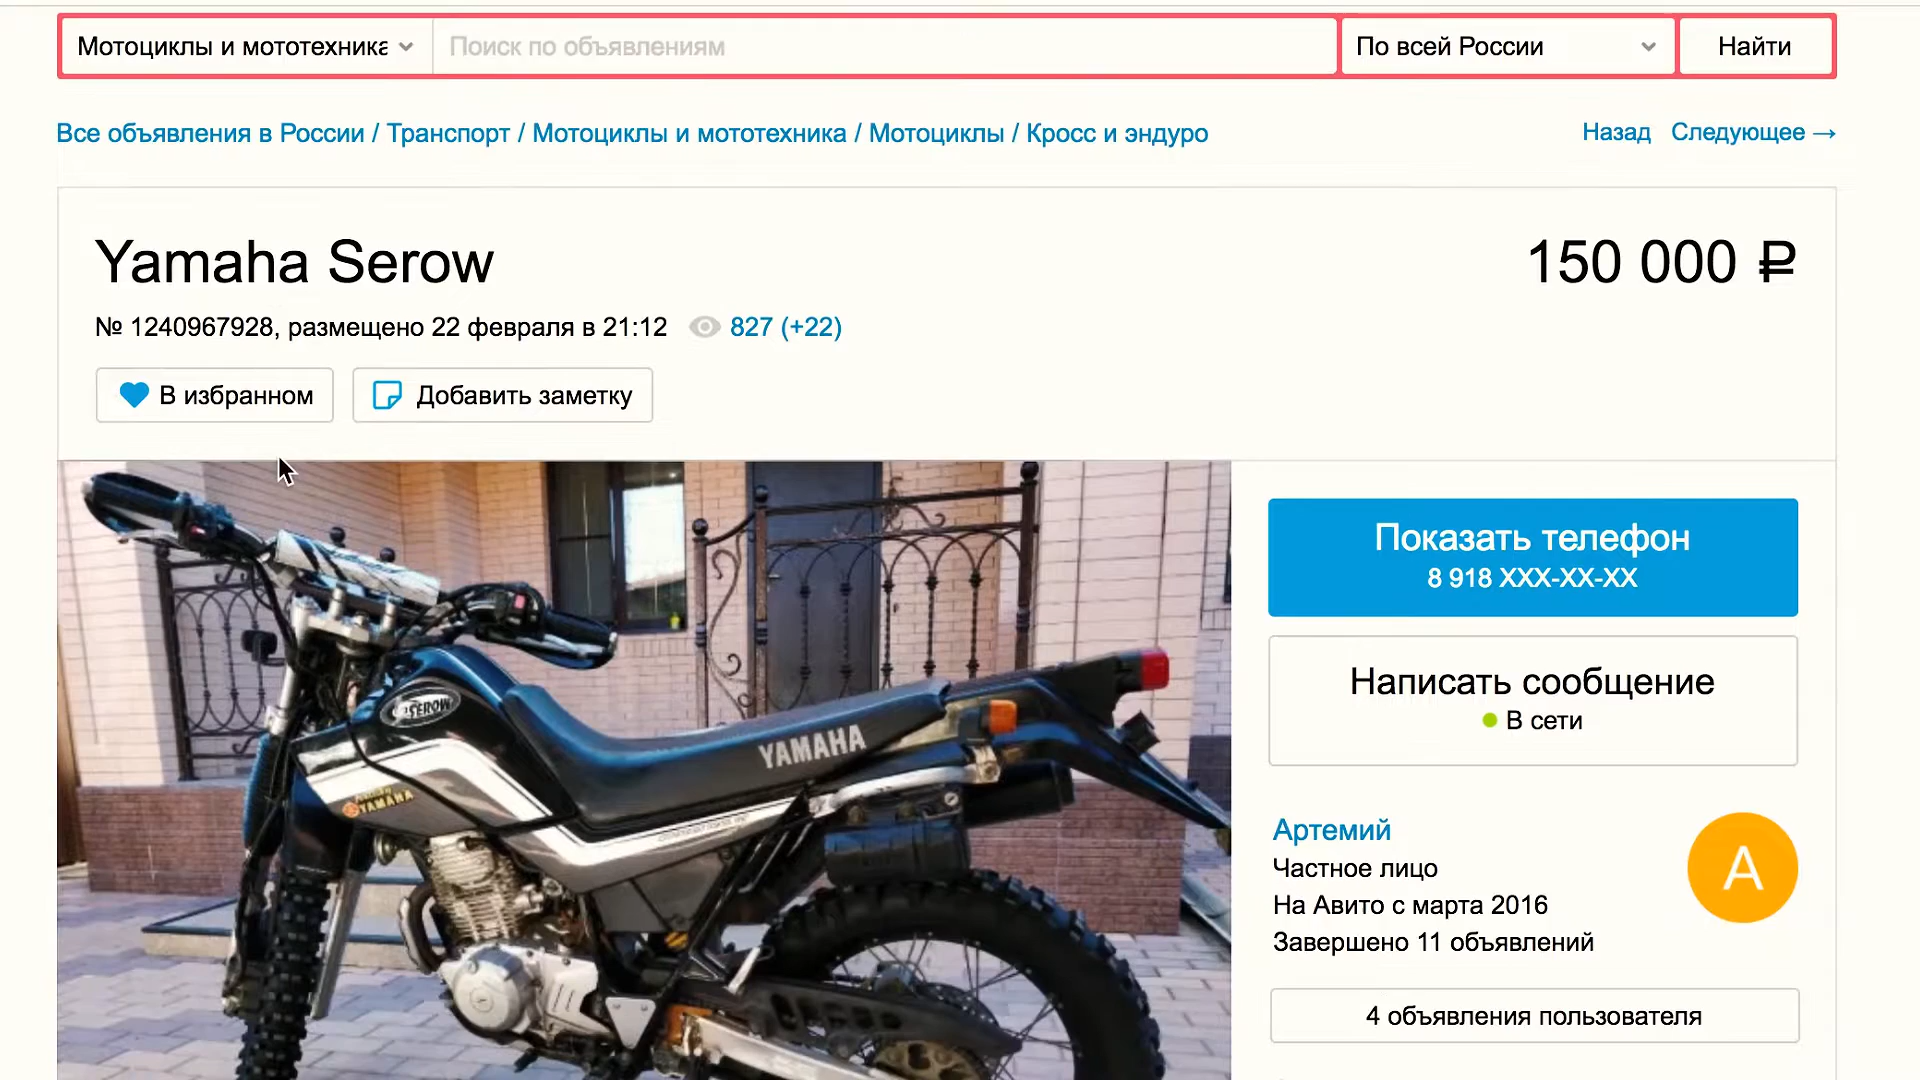 Мотоциклы и мототехника
Поиск по объявлениям
По всей России
Найти
Все объявления в России / Транспорт / Мотоциклы и мототехника / Мотоциклы / Кросс и эндуро
Назад Следующее →
Yamaha Serow
150 000 ₽
№ 1240967928, размещено 22 февраля в 21:12 827 (+22)
В избранном
Добавить заметку
SEROW
YAMAHA
YAMAHA
Показать телефон
8 918 XXX-XX-XX
Написать сообщение
В сети
Артемий
Частное лицо
На Авито с марта 2016
Завершено 11 объявлений
А
4 объявления пользователя